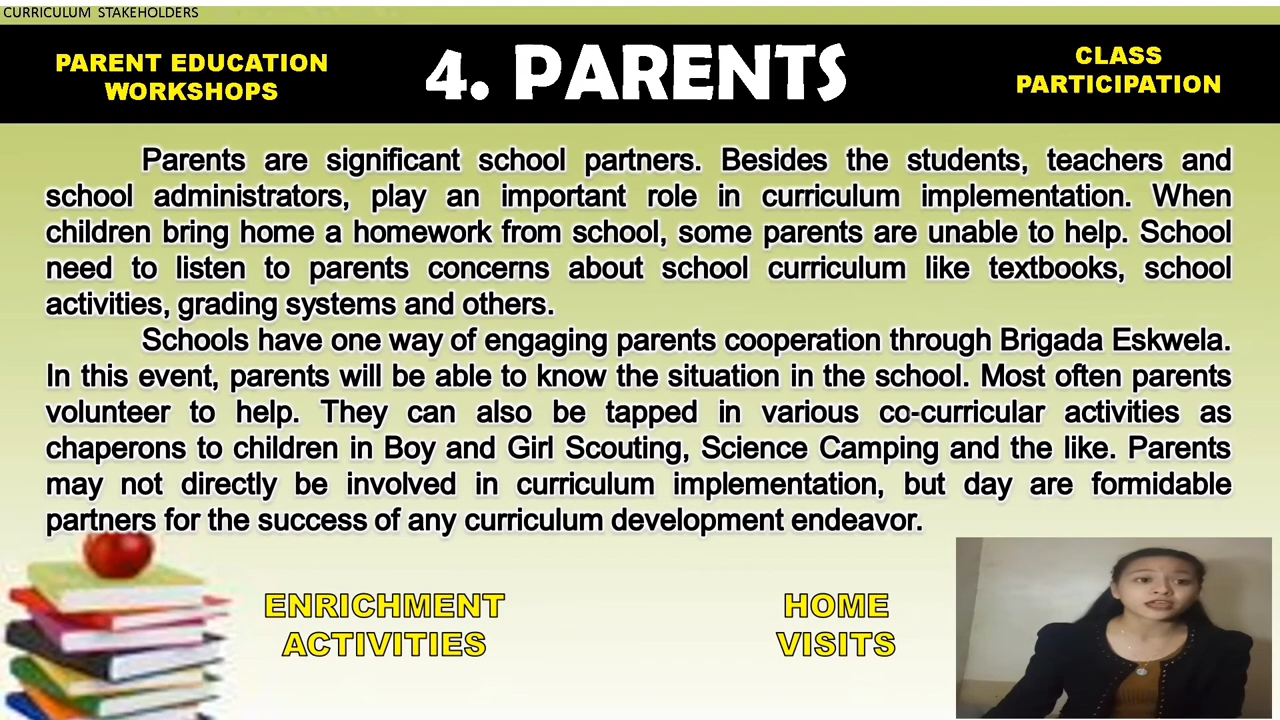 CURRICULUM STAKEHOLDERS
PARENT EDUCATION
WORKSHOPS
4. PARENTS
CLASS
PARTICIPATION
Parents are significant school partners. Besides the students, teachers and
school administrators, play an important role in curriculum implementation. When
children bring home a homework from school, some parents are unable to help. School
need to listen to parents concerns about school curriculum like textbooks, school
activities, grading systems and others.
Schools have one way of engaging parents cooperation through Brigada Eskwela.
In this event, parents will be able to know the situation in the school. Most often parents
volunteer to help. They can also be tapped in various co-curricular activities as
chaperons to children in Boy and Girl Scouting, Science Camping and the like. Parents
may not directly be involved in curriculum implementation, but day are formidable
partners for the success of any curriculum development endeavor.
ENRICHMENT
ACTIVITIES
HOME
VISITS